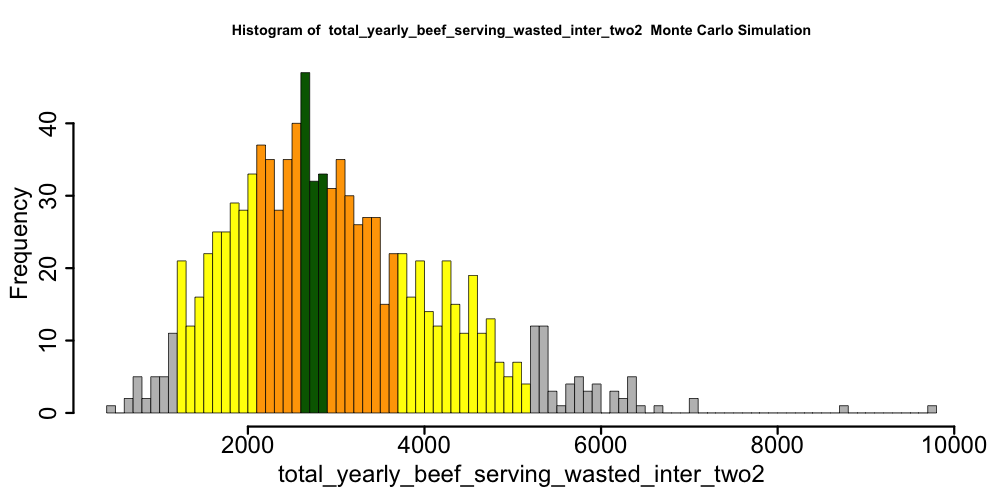 Histogram of  total_yearly_beef_serving_wasted_inter_two2  Monte Carlo Simulation
Frequency
40
30
20
10
0
2000 4000 6000 8000 10000
total_yearly_beef_serving_wasted_inter_two2